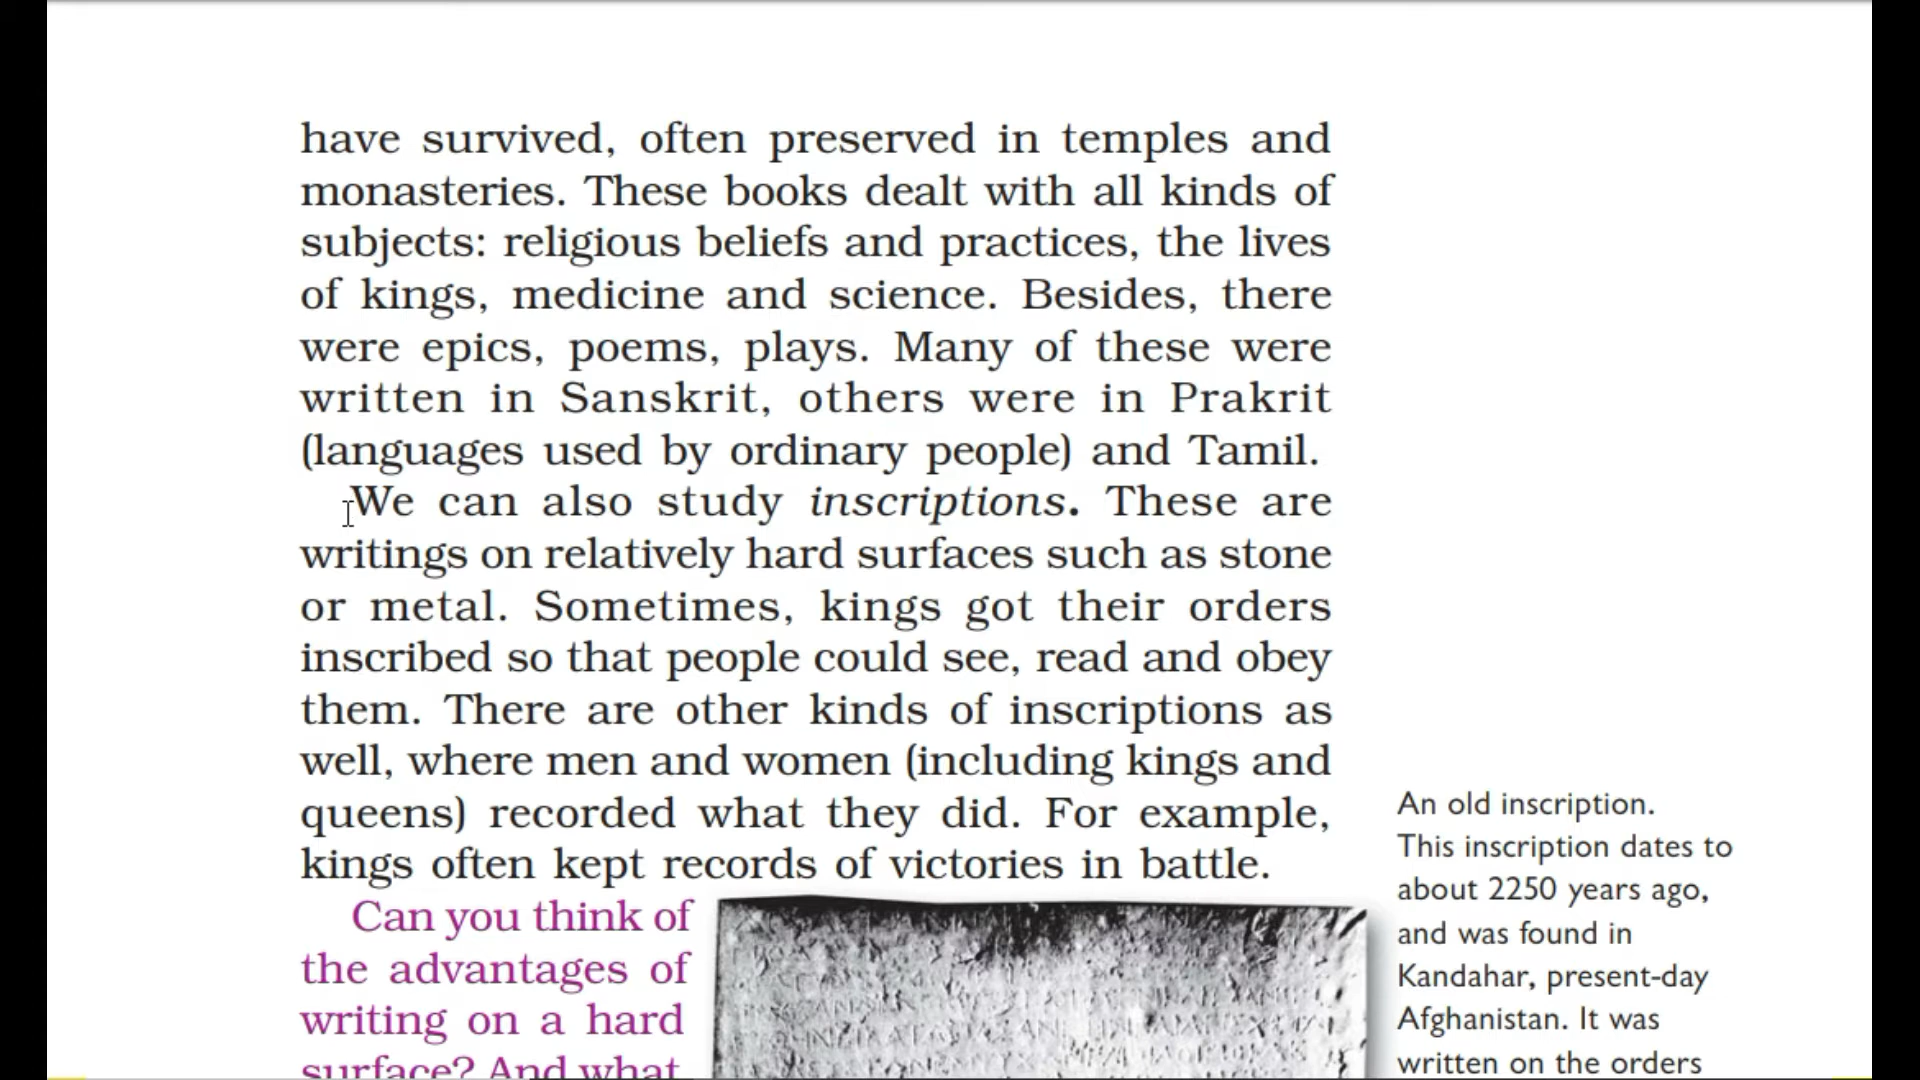 have survived, often preserved in temples and
monasteries. These books dealt with all kinds of
subjects: religious beliefs and practices, the lives
of kings, medicine and science. Besides, there
were epics, poems, plays. Many of these were
written in Sanskrit, others were in Prakrit
(languages used by ordinary people) and Tamil.
We can also study inscriptions. These are
writings on relatively hard surfaces such as stone
or metal. Sometimes, kings got their orders
inscribed so that people could see, read and obey
them. There are other kinds of inscriptions as
well, where men and women (including kings and
queens) recorded what they did. For example,
kings often kept records of victories in battle.
Can you think of
the advantages of
writing on a hard
surface? And what
An old inscription.
This inscription dates to
about 2250 years ago,
and was found in
Kandahar, present-day
Afghanistan. It was
written on the orders